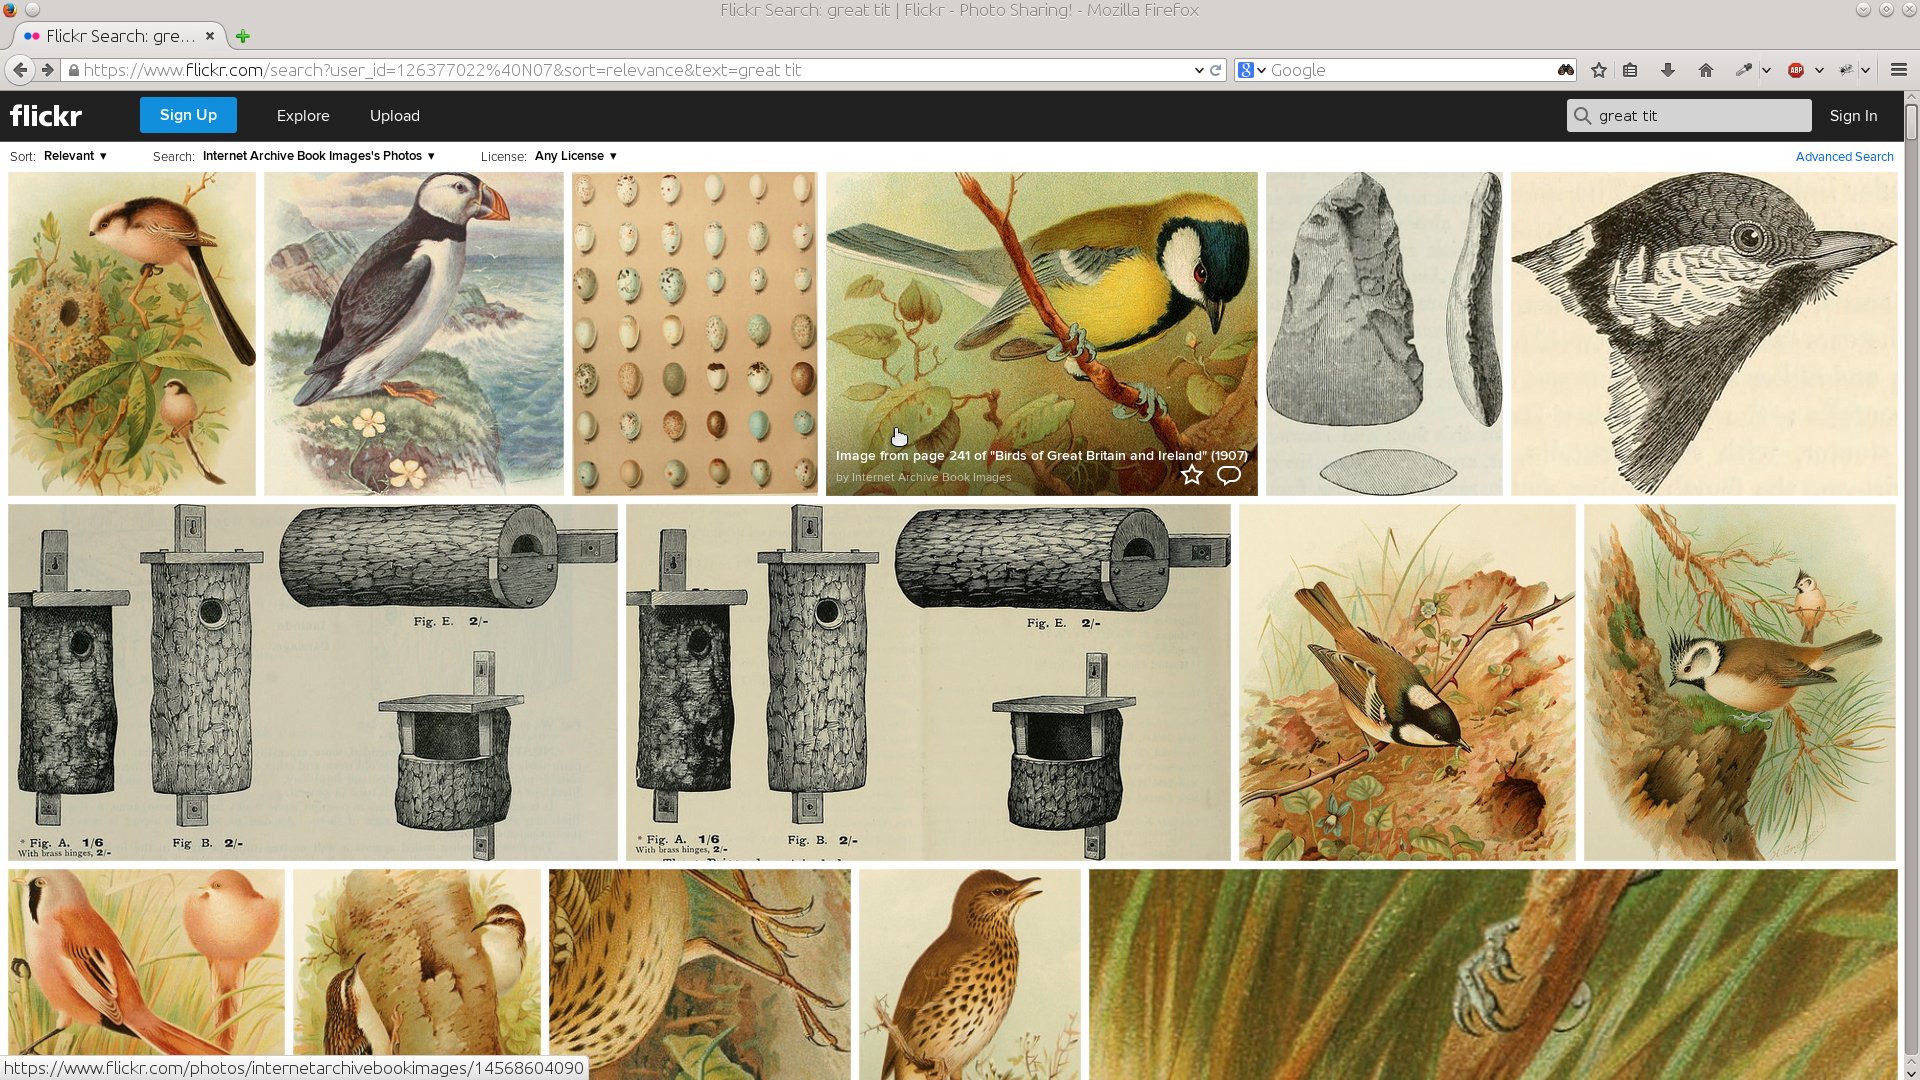 Flickr Search: great tit | Flickr - Photo Sharing! - Mozilla Firefox
Flickr Search: gre...
https://www.flickr.com/search?user_id=126377022%40N07&sort=relevance&text=great tit
8 Google
ABP
flickr Sign Up Explore Upload great tit Sign In
Sort: Relevant Search: Internet Archive Book Images's Photos License: Any License Advanced Search
Image from page 241 of "Birds of Great Britain and Ireland" (1907)
by Internet Archive Book Images
Fig. E. 2/-
* Fig. A. 1/6
With brass hinges, 2/-
Fig B. 2/-
Fig. E. 2/-
* Fig. A. 1/6
With brass hinges, 2/-
Fig. B. 2/-
https://www.flickr.com/photos/internetarchivebookimages/14568604090